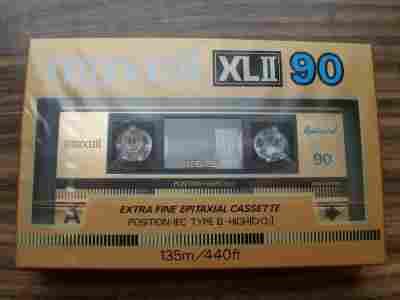 maxell XLII 90
maxell
Epitaxial
90
EXTRA FINE EPITAXIAL CASSETTE
POSITION·IEC TYPE II·HIGH(CrO₂)
A
135m/440ft